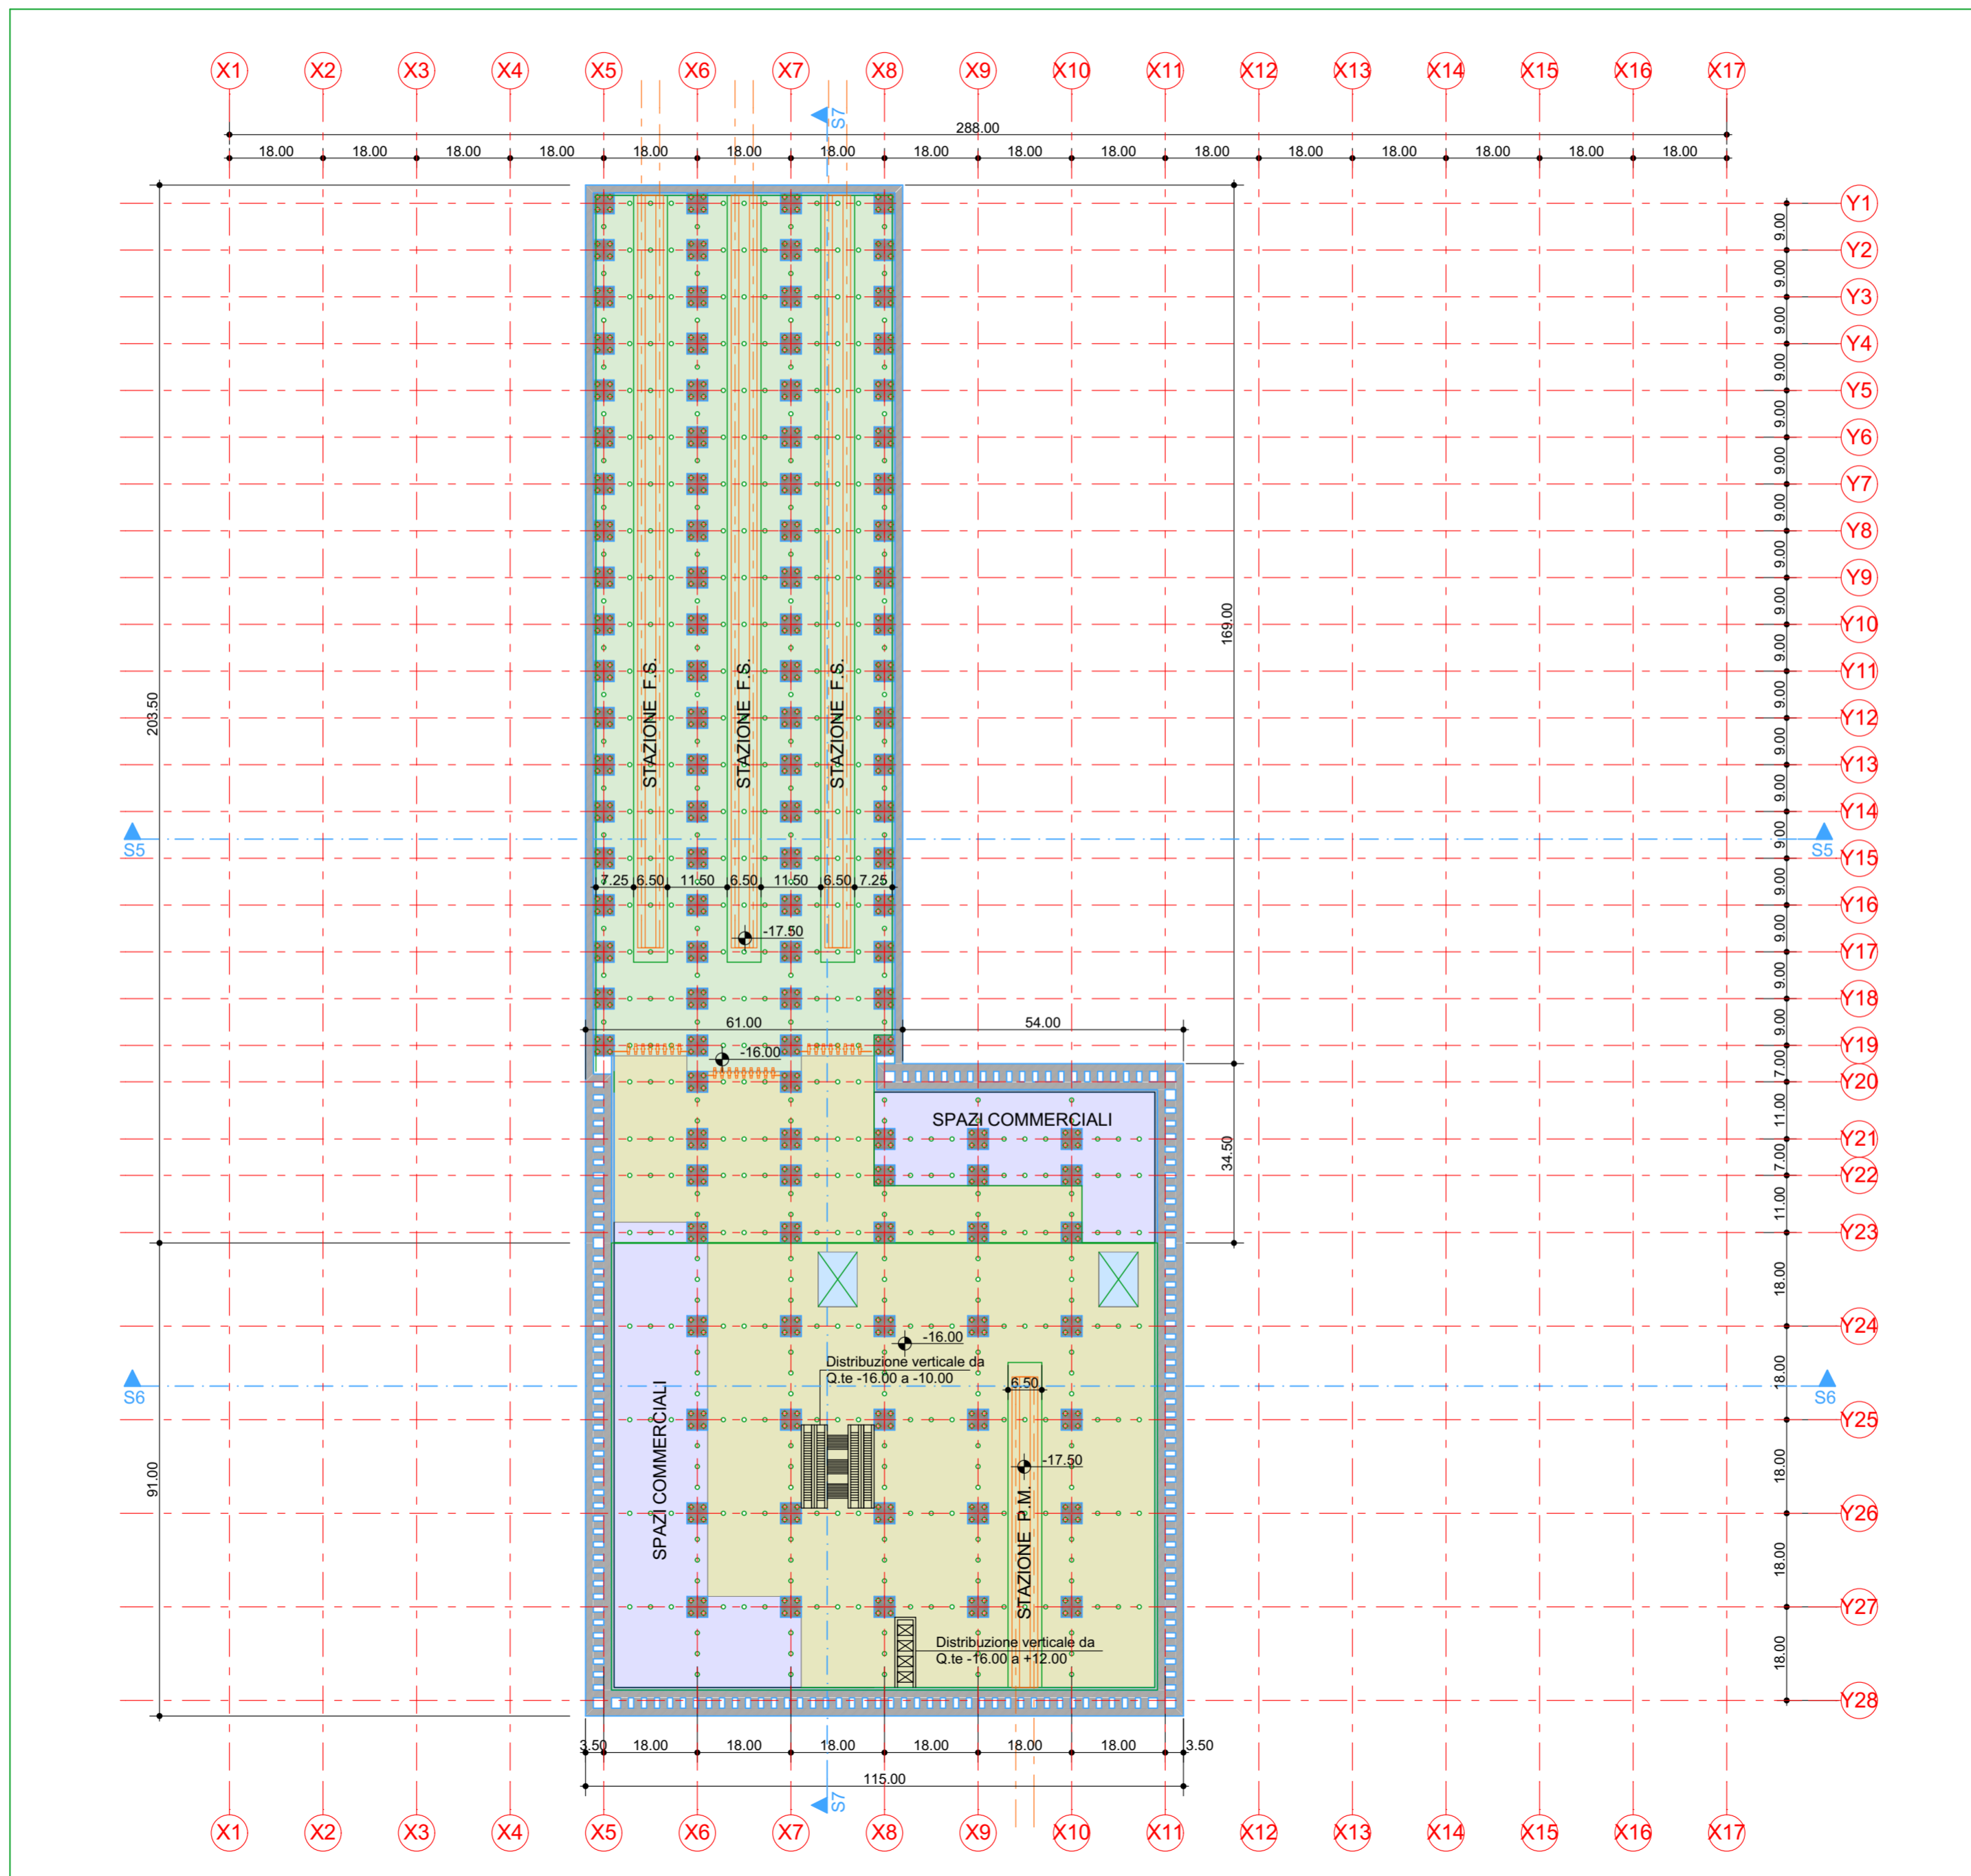 X1 X2 X3 X4 X5 X6 X7 X8 X9 X10 X11 X12 X13 X14 X15 X16 X17
S7
288.00
18.00 18.00 18.00 18.00 18.00 18.00 18.00 18.00 18.00 18.00 18.00 18.00 18.00 18.00 18.00 18.00
Y1
9.00
Y2
9.00
Y3
9.00
Y4
9.00
Y5
9.00
Y6
9.00
Y7
9.00
Y8
9.00
Y9
9.00
Y10
9.00
Y11
9.00
Y12
9.00
Y13
9.00
Y14
9.00
Y15
9.00
Y16
9.00
Y17
9.00
Y18
9.00
Y19
7.00
Y20
11.00
Y21
7.00
Y22
11.00
Y23
18.00
Y24
18.00
Y25
18.00
Y26
18.00
Y27
18.00
Y28
203.50
169.00
STAZIONE F.S.
STAZIONE F.S.
STAZIONE F.S.
S5
S5
7.25 6.50 11.50 6.50 11.50 6.50 7.25
-17.50
61.00 54.00
-16.00
SPAZI COMMERCIALI
34.50
-16.00
Distribuzione verticale da
Q.te -16.00 a -10.00
S6
S6
6.50
SPAZI COMMERCIALI
91.00
-17.50
STAZIONE P.M.
Distribuzione verticale da
Q.te -16.00 a +12.00
3.50 18.00 18.00 18.00 18.00 18.00 18.00 3.50
115.00
S7
X1 X2 X3 X4 X5 X6 X7 X8 X9 X10 X11 X12 X13 X14 X15 X16 X17